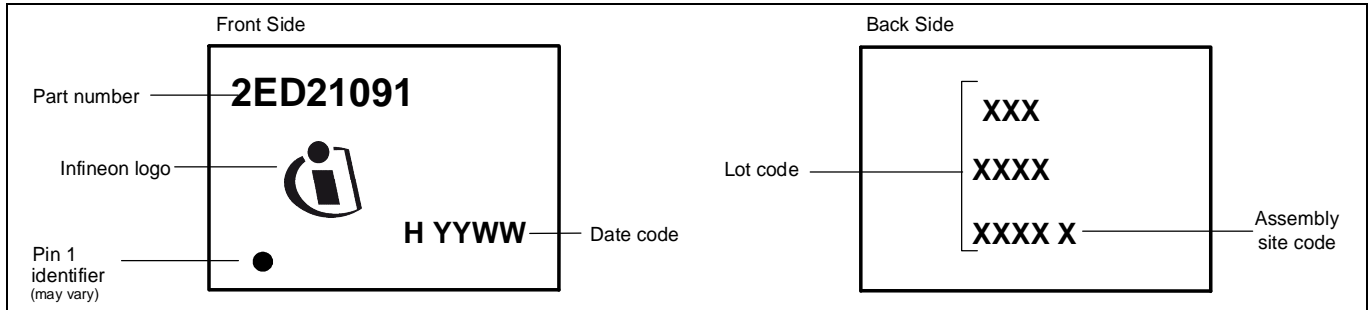 Front Side
Part number
2ED21091
Infineon logo
H YYWW
Date code
Pin 1
identifier
(may vary)
Back Side
XXX
Lot code
XXXX
XXXX X
Assembly
site code